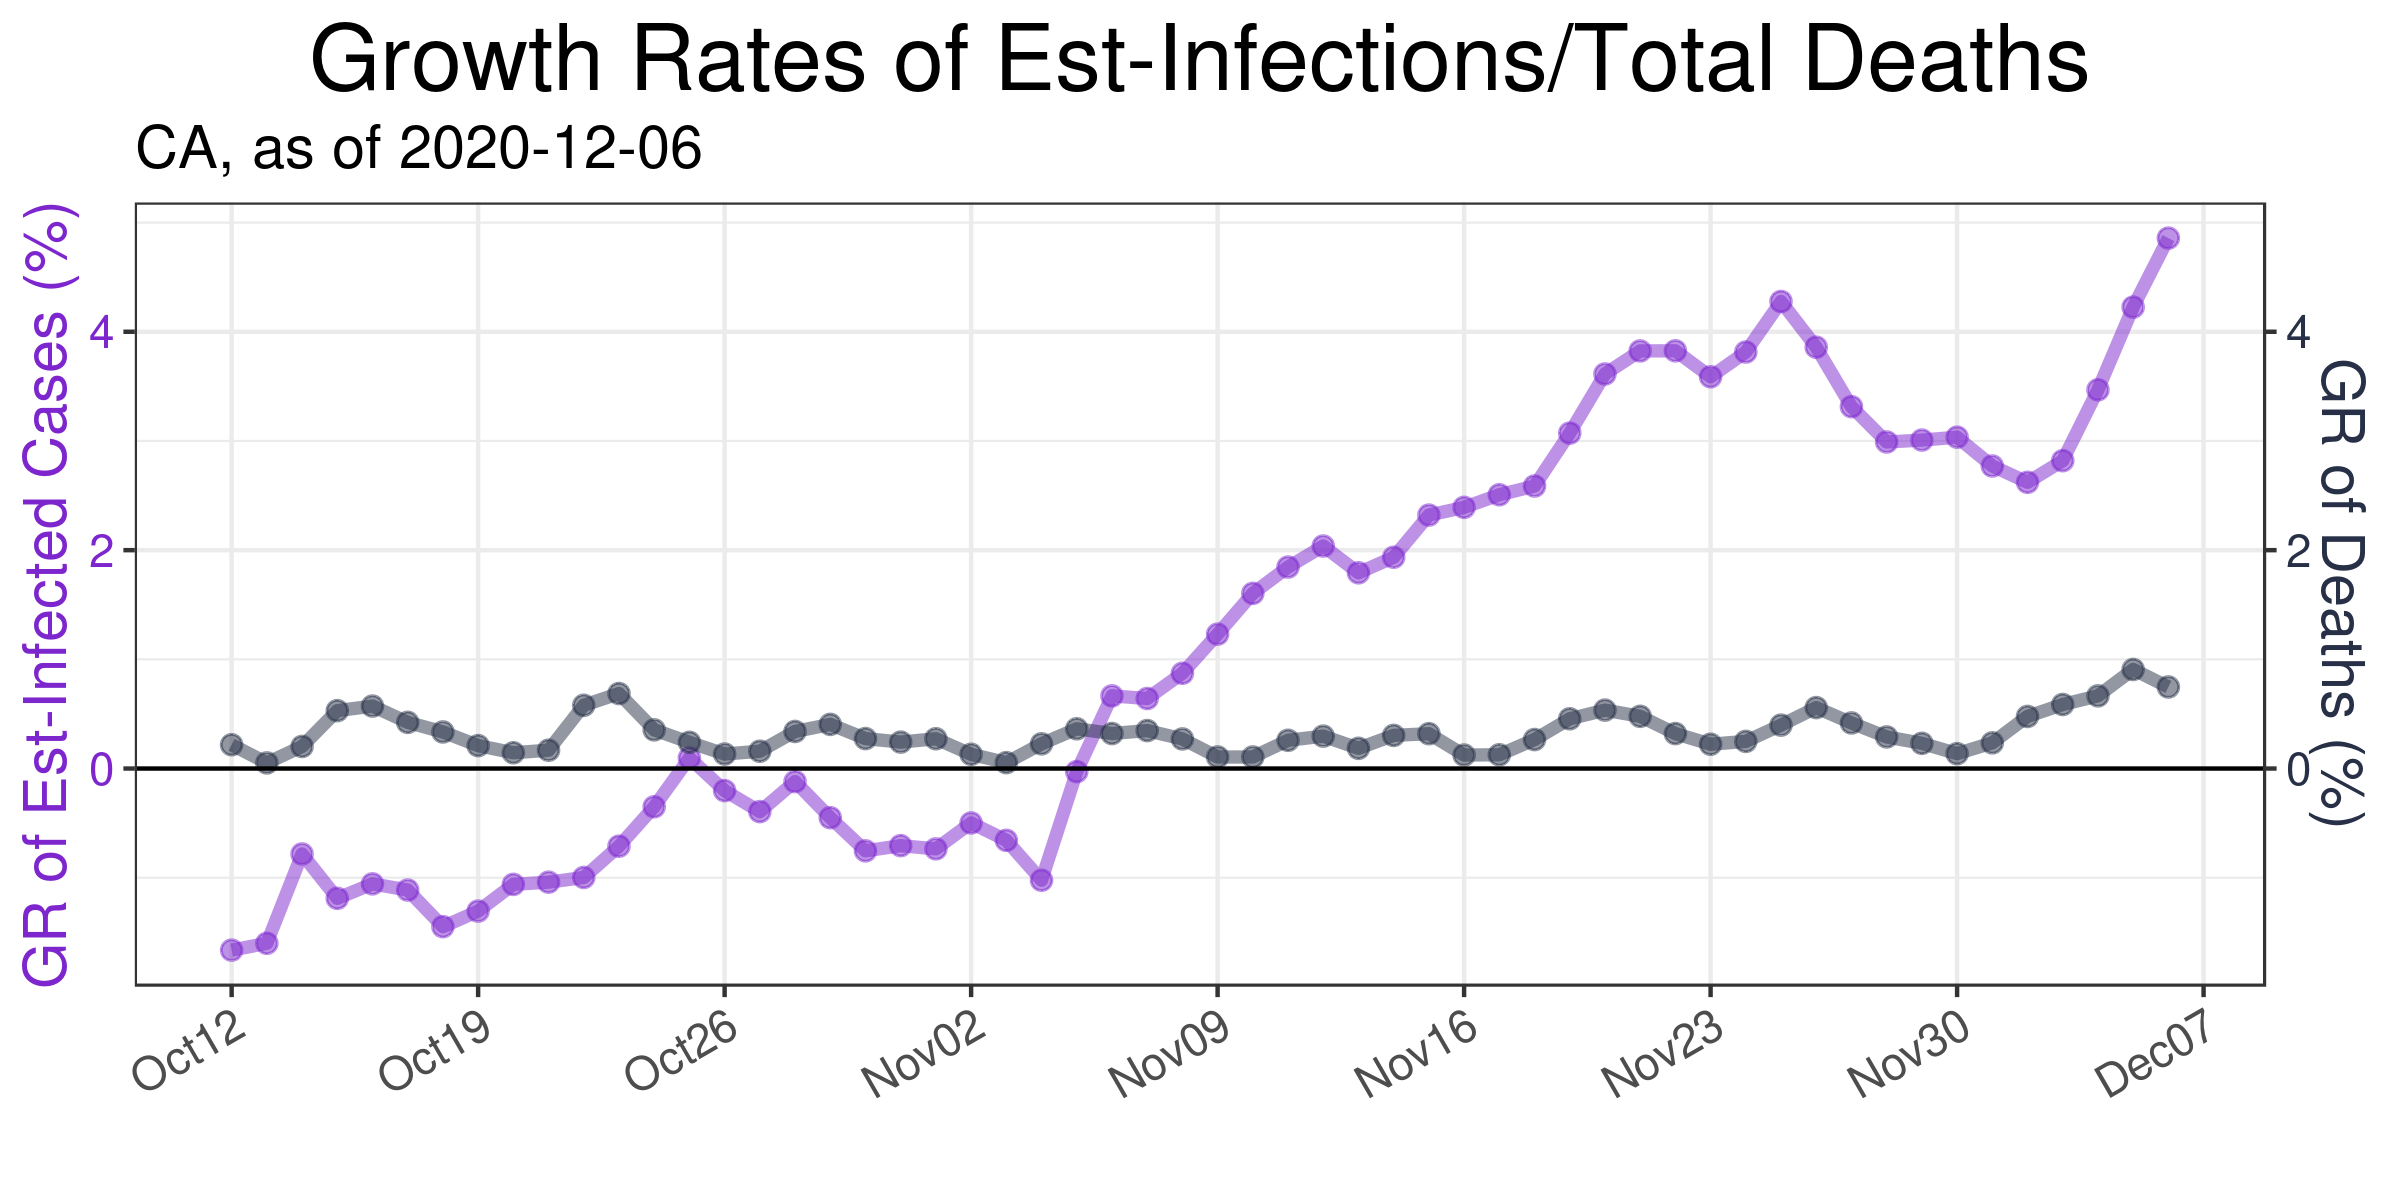 Growth Rates of Est-Infections/Total Deaths
CA, as of 2020-12-06
GR of Est-Infected Cases (%)
4
2
0
4
2
0
GR of Deaths (%)
Oct12
Oct19
Oct26
Nov02
Nov09
Nov16
Nov23
Nov30
Dec07